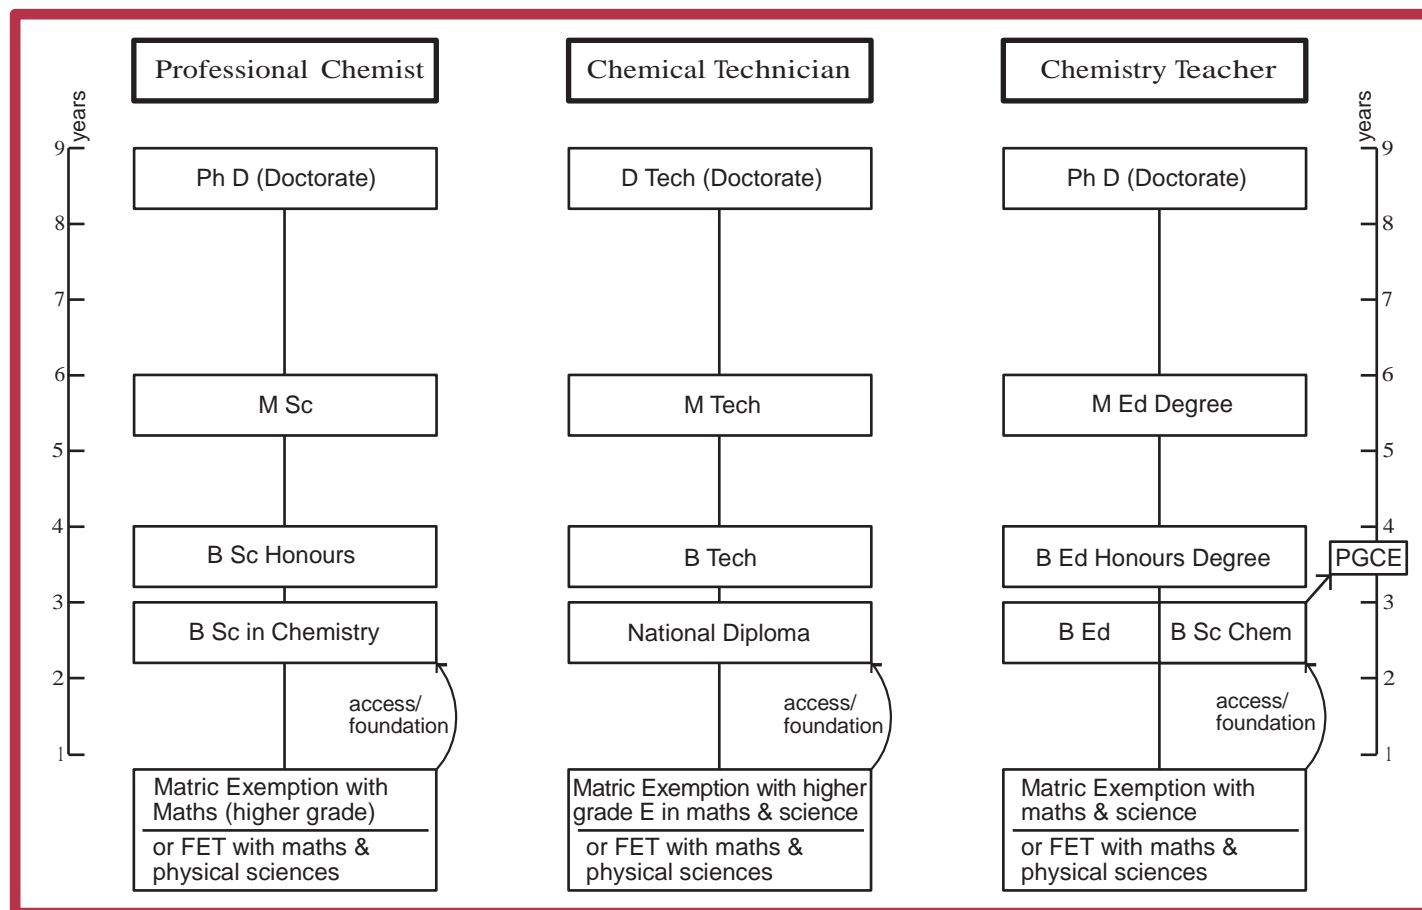 Professional Chemist
Chemical Technician
Chemistry Teacher
years
years
9
Ph D (Doctorate)
D Tech (Doctorate)
Ph D (Doctorate)
9
8
8
7
7
6
6
M Sc
M Tech
M Ed Degree
5
5
4
4
B Sc Honours
B Tech
B Ed Honours Degree
PGCE
3
3
B Sc in Chemistry
National Diploma
B Ed
B Sc Chem
2
2
access/
foundation
access/
foundation
access/
foundation
1
1
Matric Exemption with
Maths (higher grade)
or FET with maths &
physical sciences
Matric Exemption with higher
grade E in maths & science
or FET with maths &
physical sciences
Matric Exemption with
maths & science
or FET with maths &
physical sciences